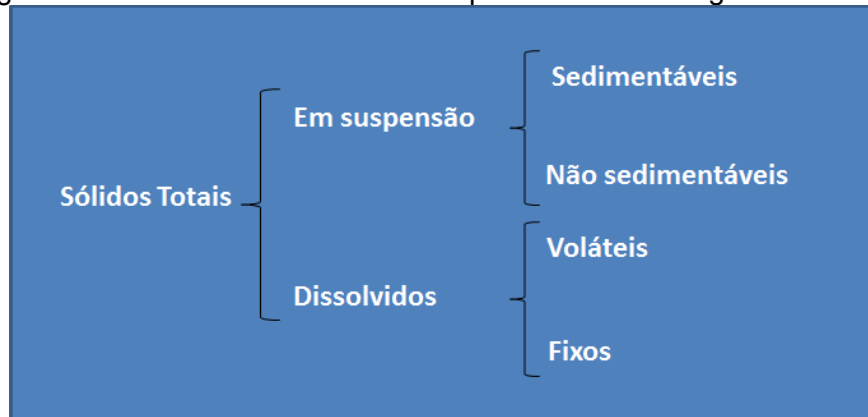 Sedimentáveis
Em suspensão
Não sedimentáveis
Sólidos Totais
Voláteis
Dissolvidos
Fixos